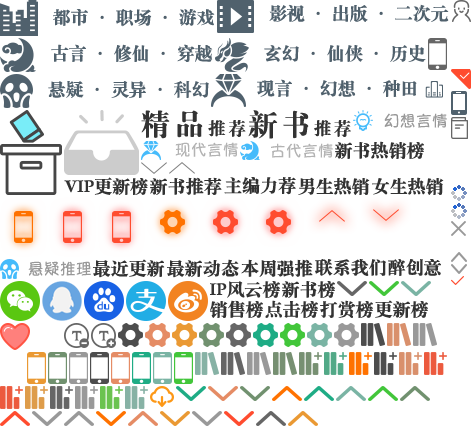 都市 · 职场 · 游戏
影视 · 出版 · 二次元
古言 · 修仙 · 穿越
玄幻 · 仙侠 · 历史
悬疑 · 灵异 · 科幻
现言 · 幻想 · 种田
精品推荐 新书推荐
幻想言情
现代言情
古代言情
新书热销榜
VIP更新榜 新书推荐 主编力荐 男生热销 女生热销
悬疑推理
最近更新 最新动态 本周强推 联系我们 醉创意
IP风云榜 新书榜
支 du
销售榜 点击榜 打赏榜 更新榜
T T